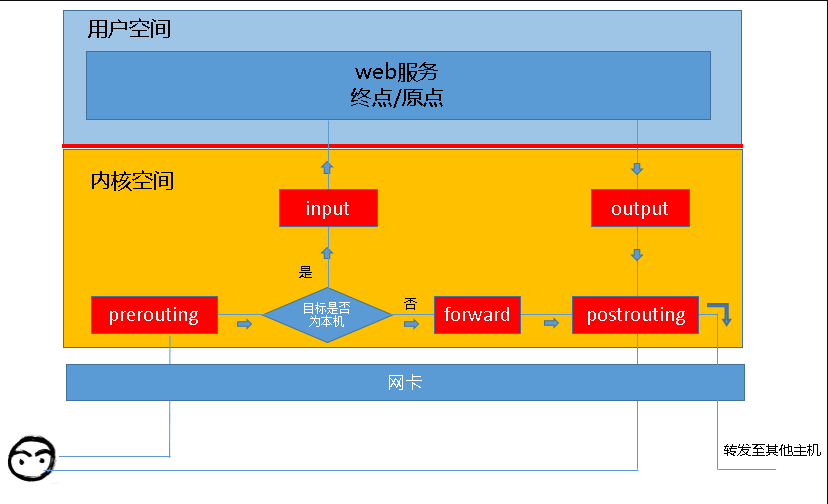 用户空间
web服务
终点/原点
内核空间
input
output
是
prerouting
目标是否
为本机
否
forward
postrouting
网卡
转发至其他主机